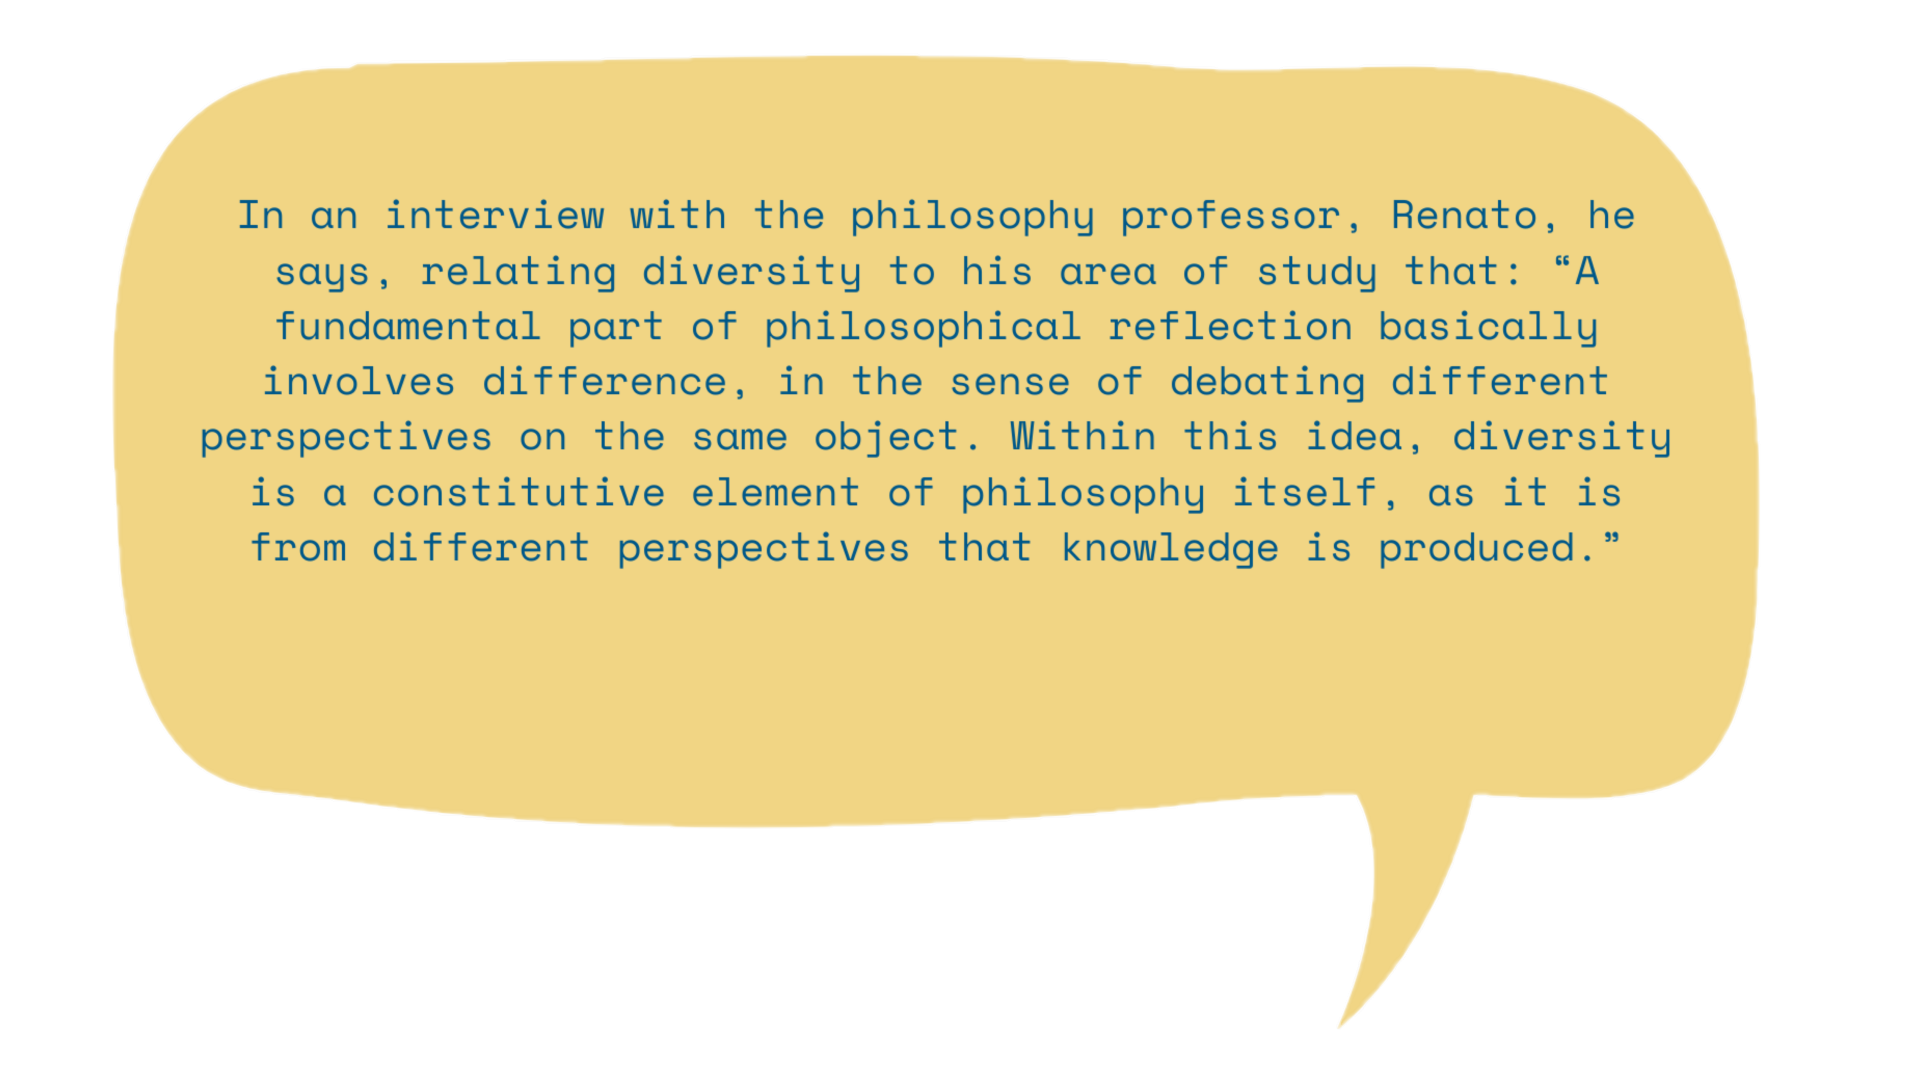 In an interview with the philosophy professor, Renato, he
says, relating diversity to his area of study that: “A
fundamental part of philosophical reflection basically
involves difference, in the sense of debating different
perspectives on the same object. Within this idea, diversity
is a constitutive element of philosophy itself, as it is
from different perspectives that knowledge is produced.”